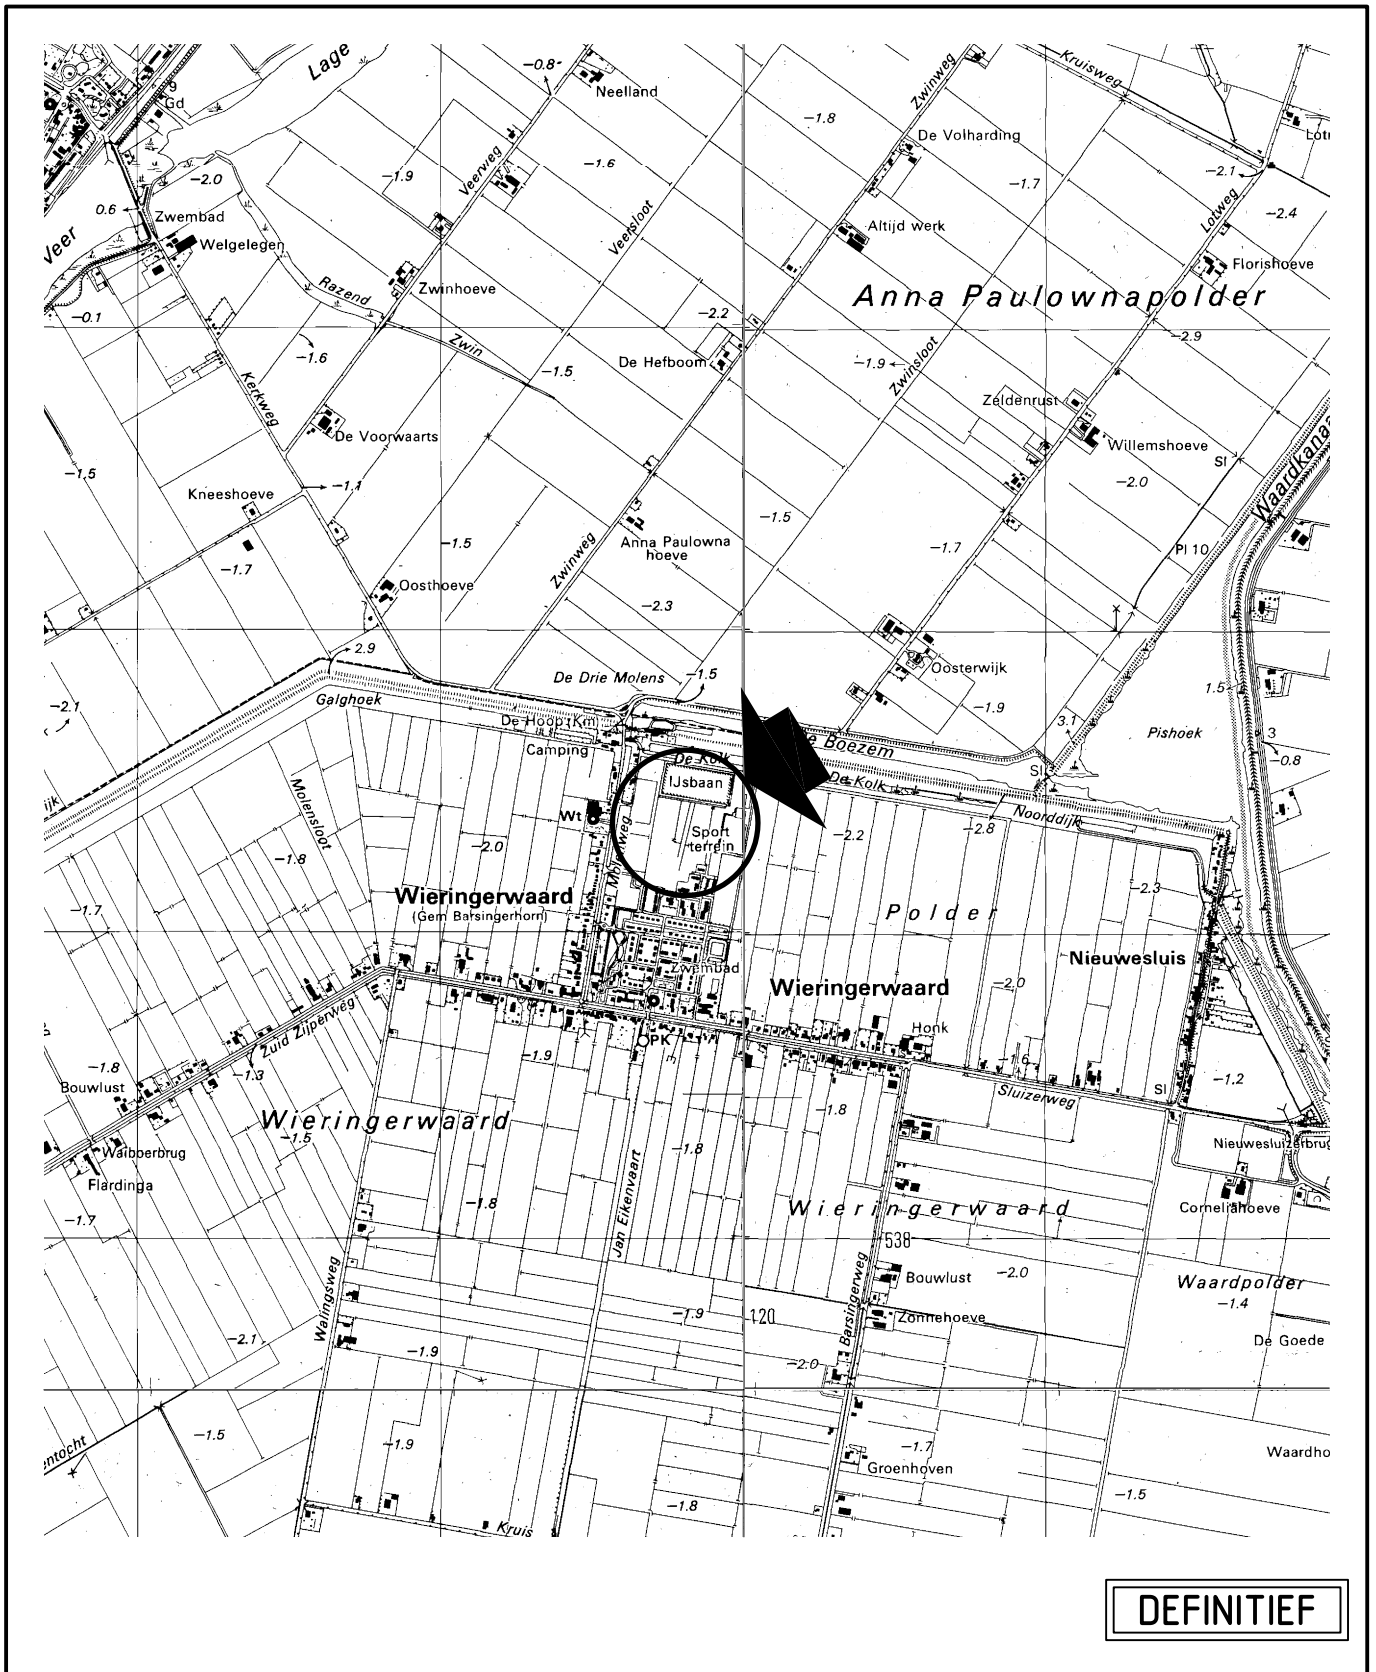 Lage
Neelland
-0.8
9
Gd
Zwinweg
Kruisweg
-1.8
De Volharding
-1.6
-1.7
-2.1
-1.9
-2.0
Veerweg
Veersloot
0.6
Zwembad
Welgelegen
Veer
Altijd werk
Lotweg
-2.4
Florishoeve
Razend
Zwinhoeve
-2.2
Anna Paulownapolder
-0.1
-1.6
Zwin
-1.5
De Hefboom
-1.9
Zwinsloot
-2.9
Kerkweg
Zeldenrust
De Voorwaarts
Willemshoeve
Waardkanaa
-1.5
-1.1
Sl
-2.0
Kneeshoeve
-1.5
-1.5
Zwinweg
Anna Paulowna
hoeve
-1.7
Pl 10
-1.7
Oosthoeve
-2.3
2.9
De Drie Molens
-1.5
Oosterwijk
1.5
-2.1
Galghoek
-1.9
3.1
Pishoek
3
-0.8
De Hoop (Km)
Camping
De Kolk
Boezem
IJsbaan
De Kolk
Sl
Noorddijk
ijk
Molensloot
Wt
Sport
terrein
-2.2
-2.8
-1.8
-2.0
-2.3
-1.7
Wieringerwaard
(Gem Barsingerhorn)
Polder
Nieuwesluis
Zwembad
Wieringerwaard
-2.0
Zuid Zijperweg
Honk
-1.8
Bouwlust
-1.3
-1.9
PK
-1.6
Sluizerweg
Sl
-1.2
Wieringerwaard
-1.5
-1.8
Nieuwesluizerbrug
Waibberbrug
Flardinga
-1.8
-1.7
-1.8
Jan Eikenvaart
Wieringerwaard
Corneliahoeve
538
Walingsweg
Barsingerweg
Bouwlust
-2.0
Waardpolder
-1.4
-1.9
120
Zonnehoeve
De Goede
-2.1
-1.9
-2.0
-1.5
entocht
-1.9
-1.7
Waardho
Groenhoven
-1.8
-1.5
Kruis
DEFINITIEF